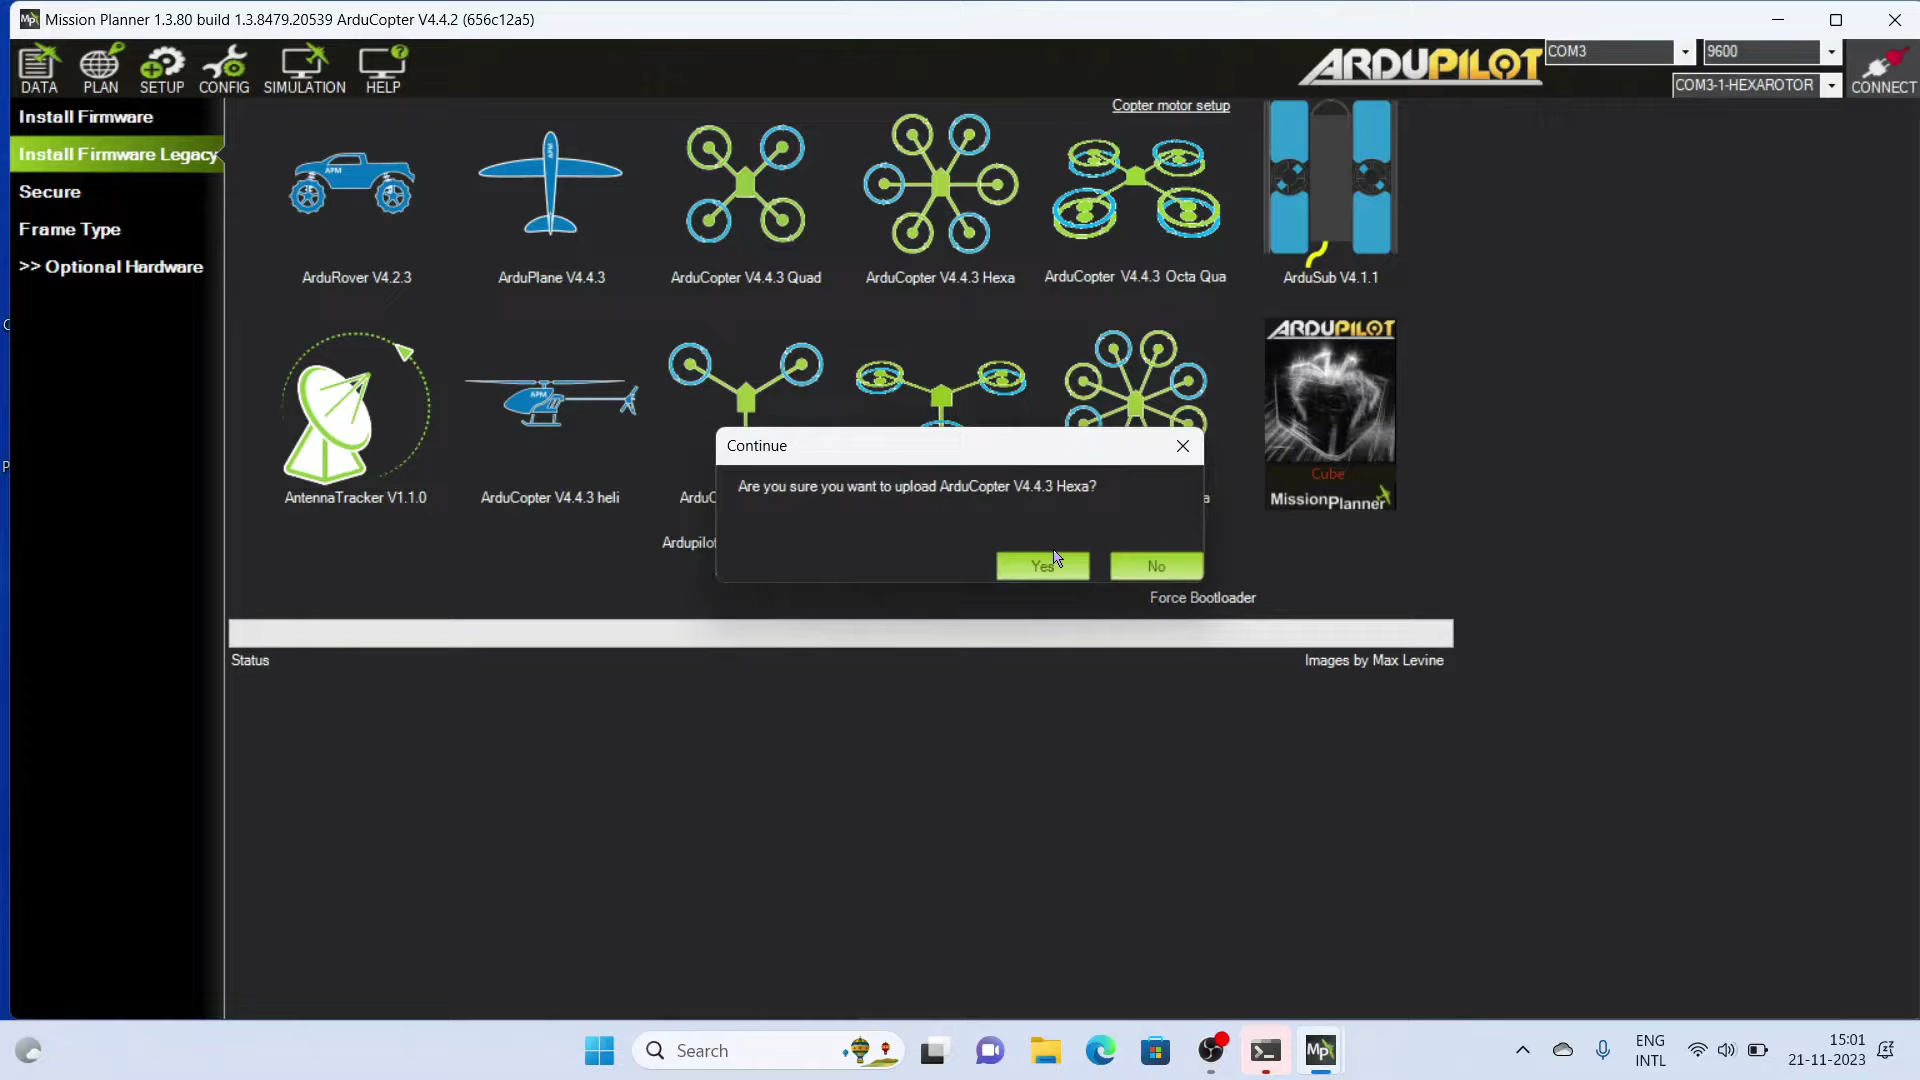 Mission Planner 1.3.80 build 1.3.8479.20539 ArduCopter V4.4.2 (656c12a5)
DATA PLAN SETUP CONFIG SIMULATION HELP
ARDUPILOT
COM3 9600
COM3-1-HEXAROTOR
CONNECT
Install Firmware
Install Firmware Legacy
Secure
Frame Type
>> Optional Hardware
Copter motor setup
APM
APM
ArduRover V4.2.3
ArduPlane V4.4.3
ArduCopter V4.4.3 Quad
ArduCopter V4.4.3 Hexa
ArduCopter V4.4.3 Octa Qua
ArduSub V4.1.1
APM
ARDUPILOT
Cube
MissionPlanner
AntennaTracker V1.1.0
ArduCopter V4.4.3 heli
Continue
Are you sure you want to upload ArduCopter V4.4.3 Hexa?
Yes
No
Force Bootloader
Status
Images by Max Levine
Search
ENG
INTL
15:01
21-11-2023